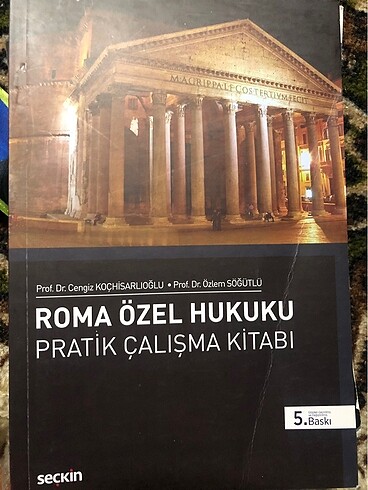 M·AGRIPPA·L·F·COS·TERTIVM·FECIT
Prof. Dr. Cengiz KOÇHİSARLIOĞLU • Prof. Dr. Özlem SÖĞÜTLÜ
ROMA ÖZEL HUKUKU
PRATİK ÇALIŞMA KİTABI
5. Baskı
seçkin